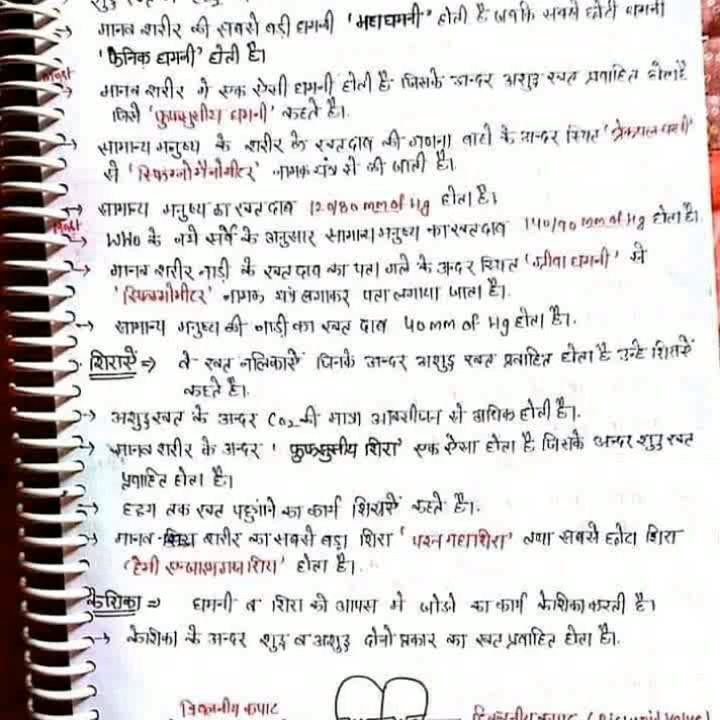 → मानव शरीर की सबसे बड़ी धमनी 'महाधमनी' होती है जबकि सबसे छोटी धमनी
'फैनिक धमनी' होती है।
→ मानव शरीर में एक ऐसी धमनी होती है जिसके अन्दर अशुद्ध रक्त प्रवाहित होता है
जिसे 'फुफ्फुसीय धमनी' कहते है।
→ सामान्य मनुष्य के शरीर के रक्तदाब की गणना बाहों के अन्दर स्थित
से 'स्फिग्नोमैनोमीटर' नामक यंत्र से की जाती है।
→ सामान्य मनुष्य का रक्त दाब 120/80 mm of Hg होता है।
→ WHO के नये सर्वे के अनुसार सामान्य मनुष्य का रक्तदाब 140/90 mm of Hg होता है।
→ मानव शरीर नाड़ी के रक्तदाब का पता गले के अन्दर स्थित 'ग्रीवा धमनी' में
नामक यंत्र लगाकर पता लगाया जाता है।
→ सामान्य मनुष्य की नाड़ी का रक्त दाब 40 mm of Hg होता है।
शिरायें ⇒ वे रक्त नलिकायें जिनके अन्दर अशुद्ध रक्त प्रवाहित होता है उन्हे शिरायें
कहते है।
→ अशुद्ध रक्त के अन्दर CO₂ की मात्रा आक्सीजन से अधिक होती है।
→ मानव शरीर के अन्दर 'फुफ्फुसीय शिरा' एक ऐसा होता है जिसके अन्दर शुद्ध रक्त
प्रवाहित होता है।
→ हृदय तक रक्त पहुचाने का कार्य शिरायें करते है।
→ मानव शरीर का सबसे बड़ा शिरा 'पश्च महाशिरा' तथा सबसे छोटा शिरा
होता है।
केशिका ⇒ धमनी व शिरा को आपस में जोड़ने का कार्य केशिका करती है।
→ केशिका के अन्दर शुद्ध व अशुद्ध दोनो प्रकार का रक्त प्रवाहित होता है।
त्रिवलनीय कपाट